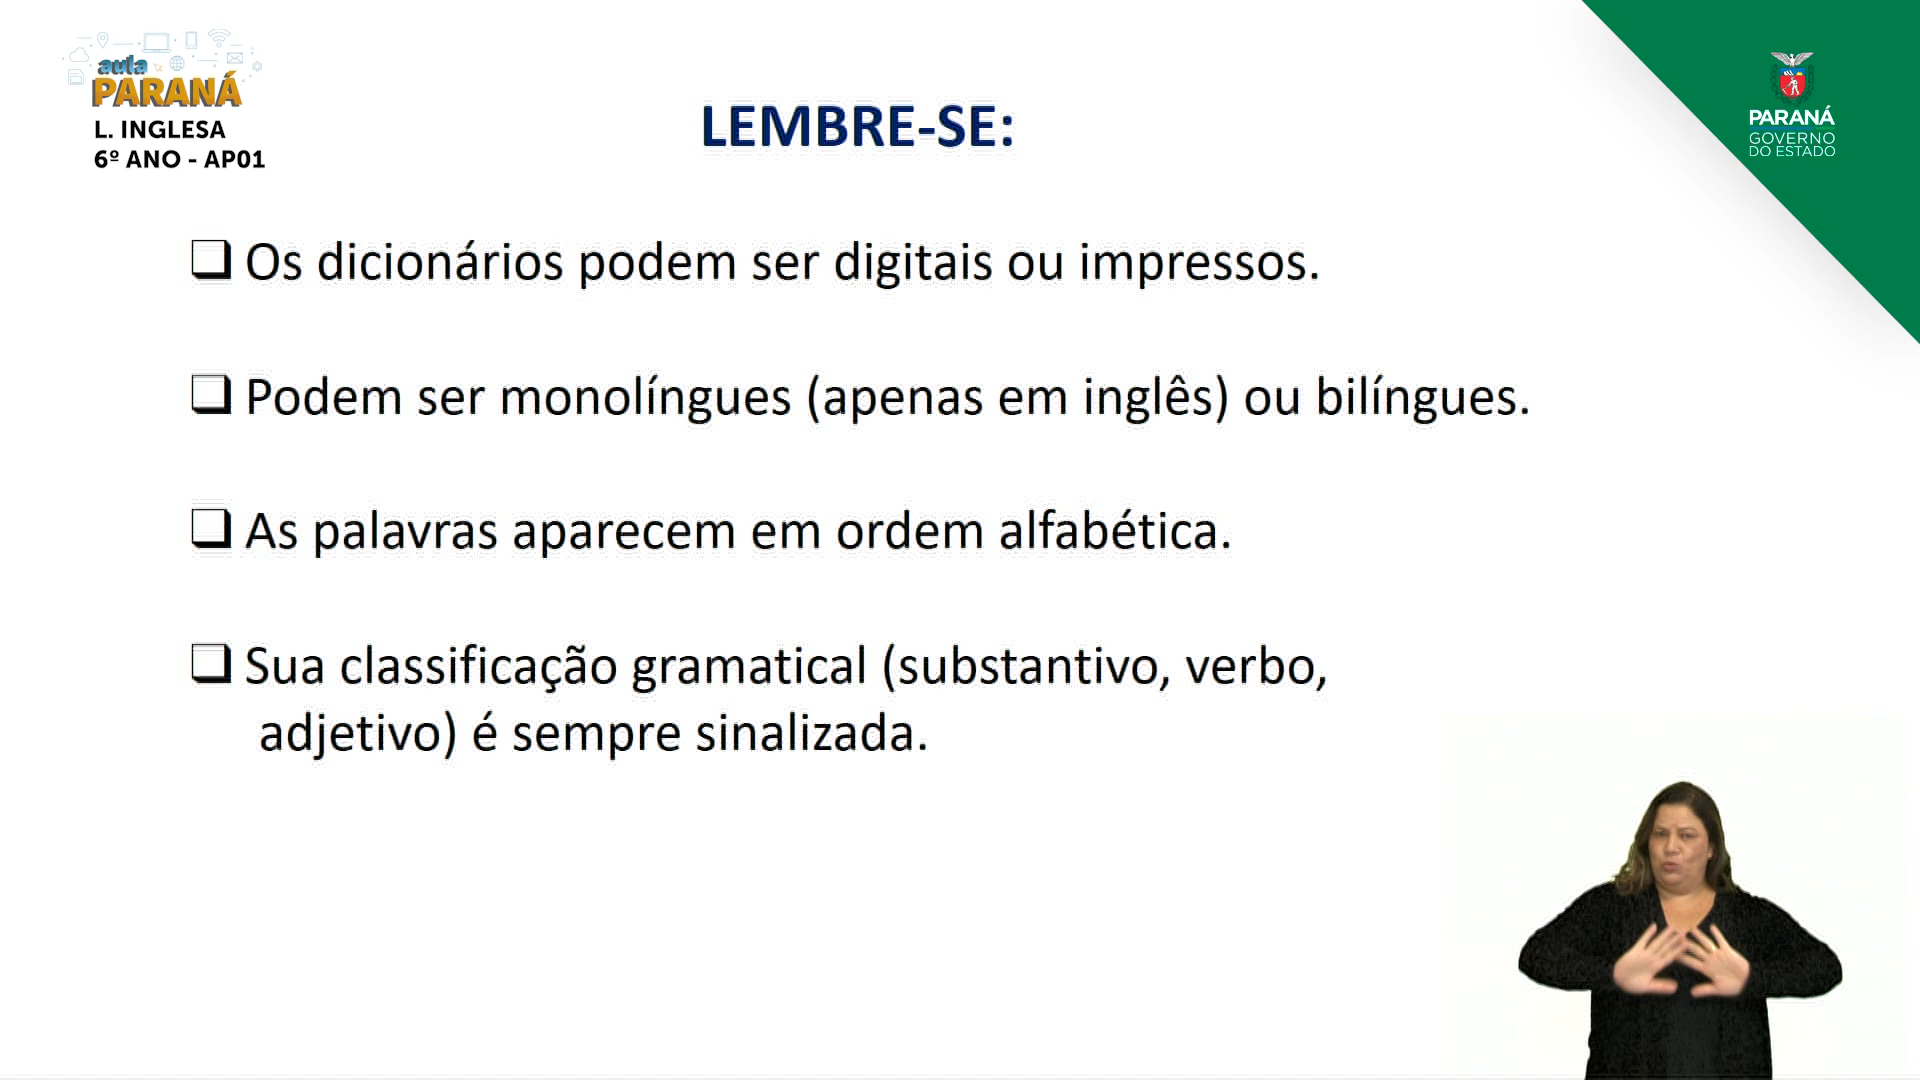 aula
PARANÁ
L. INGLESA
6º ANO - AP01
LEMBRE-SE:
PARANÁ
GOVERNO
DO ESTADO
❑ Os dicionários podem ser digitais ou impressos.
❑ Podem ser monolíngues (apenas em inglês) ou bilíngues.
❑ As palavras aparecem em ordem alfabética.
❑ Sua classificação gramatical (substantivo, verbo,
adjetivo) é sempre sinalizada.